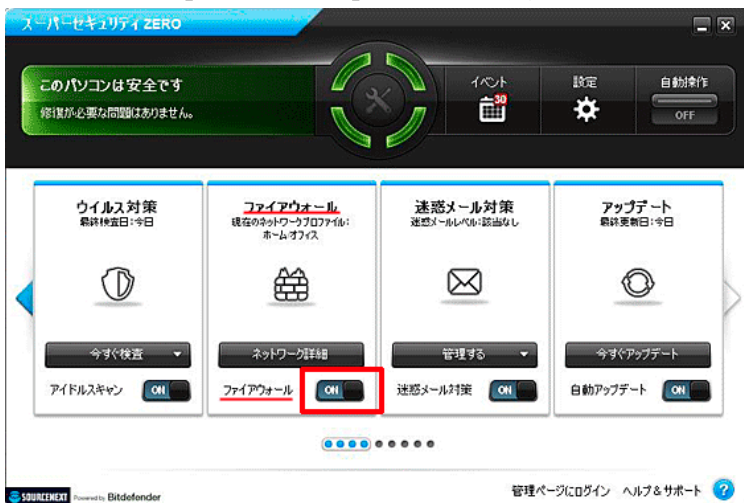 スーパーセキュリティ ZERO
このパソコンは安全です
修復が必要な問題はありません。
イベント
30
設定
自動操作
OFF
ウイルス対策
最終検査日：今日
今すぐ検査
アイドルスキャン ON
ファイアウォール
現在のネットワークプロファイル：
ホーム/オフィス
ネットワーク詳細
ファイアウォール ON
迷惑メール対策
迷惑メールレベル：該当なし
管理する
迷惑メール対策 ON
アップデート
最終更新日：今日
今すぐアップデート
自動アップデート ON
SOURCENEXT Powered by Bitdefender
管理ページにログイン ヘルプ＆サポート ?